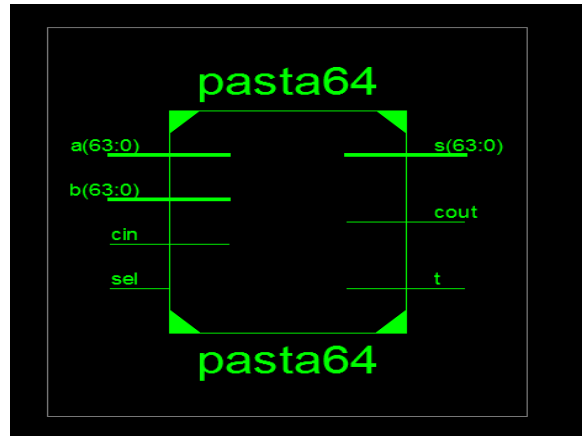 pasta64
a(63:0)
s(63:0)
b(63:0)
cout
cin
sel
t
pasta64